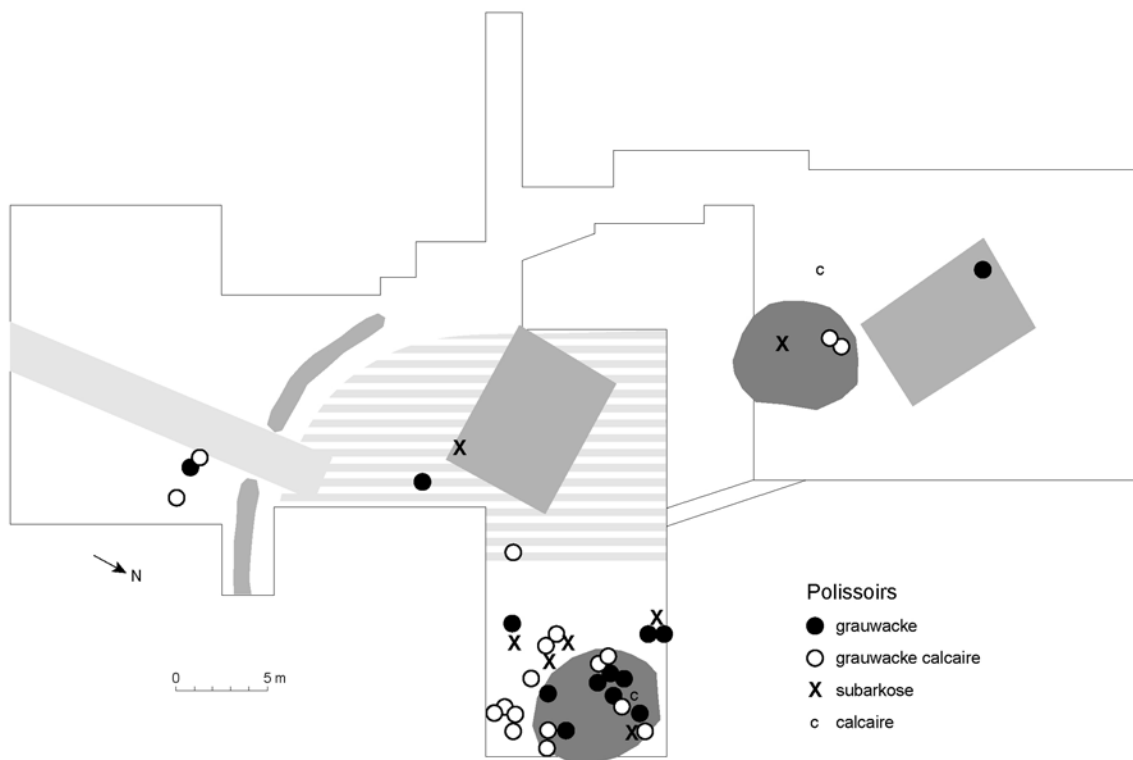 c
X
X
N
X
X
X
X
c
X
0 5 m
Polissoirs
grauwacke
grauwacke calcaire
X subarkose
c calcaire